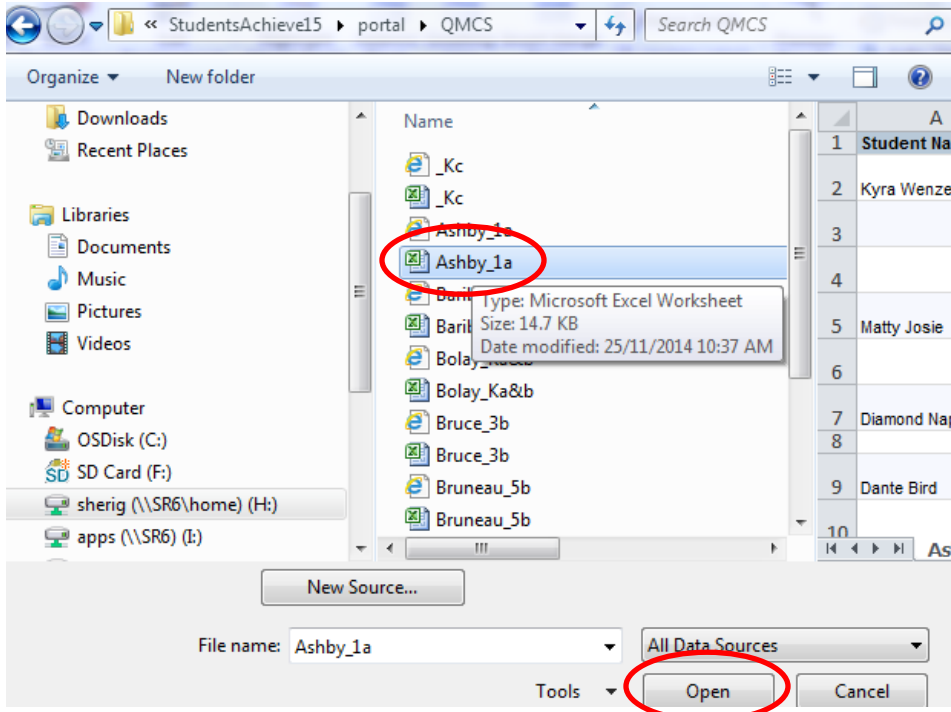 « StudentsAchieve15 portal QMCS Search QMCS
Organize New folder
Downloads
Recent Places
Libraries
Documents
Music
Pictures
Videos
Computer
OSDisk (C:)
SD Card (F:)
sherig (\\SR6\home) (H:)
apps (\\SR6) (I:)
Name
_Kc
_Kc
Ashby_1a
Ashby_1a
Type: Microsoft Excel Worksheet
Size: 14.7 KB
Date modified: 25/11/2014 10:37 AM
Bolay_Ka&b
Bolay_Ka&b
Bruce_3b
Bruce_3b
Bruneau_5b
Bruneau_5b
A
1 Student Na
2 Kyra Wenze
3
4
5 Matty Josie
6
7 Diamond Nap
8
9 Dante Bird
10
As
New Source...
File name: Ashby_1a All Data Sources
Tools Open Cancel